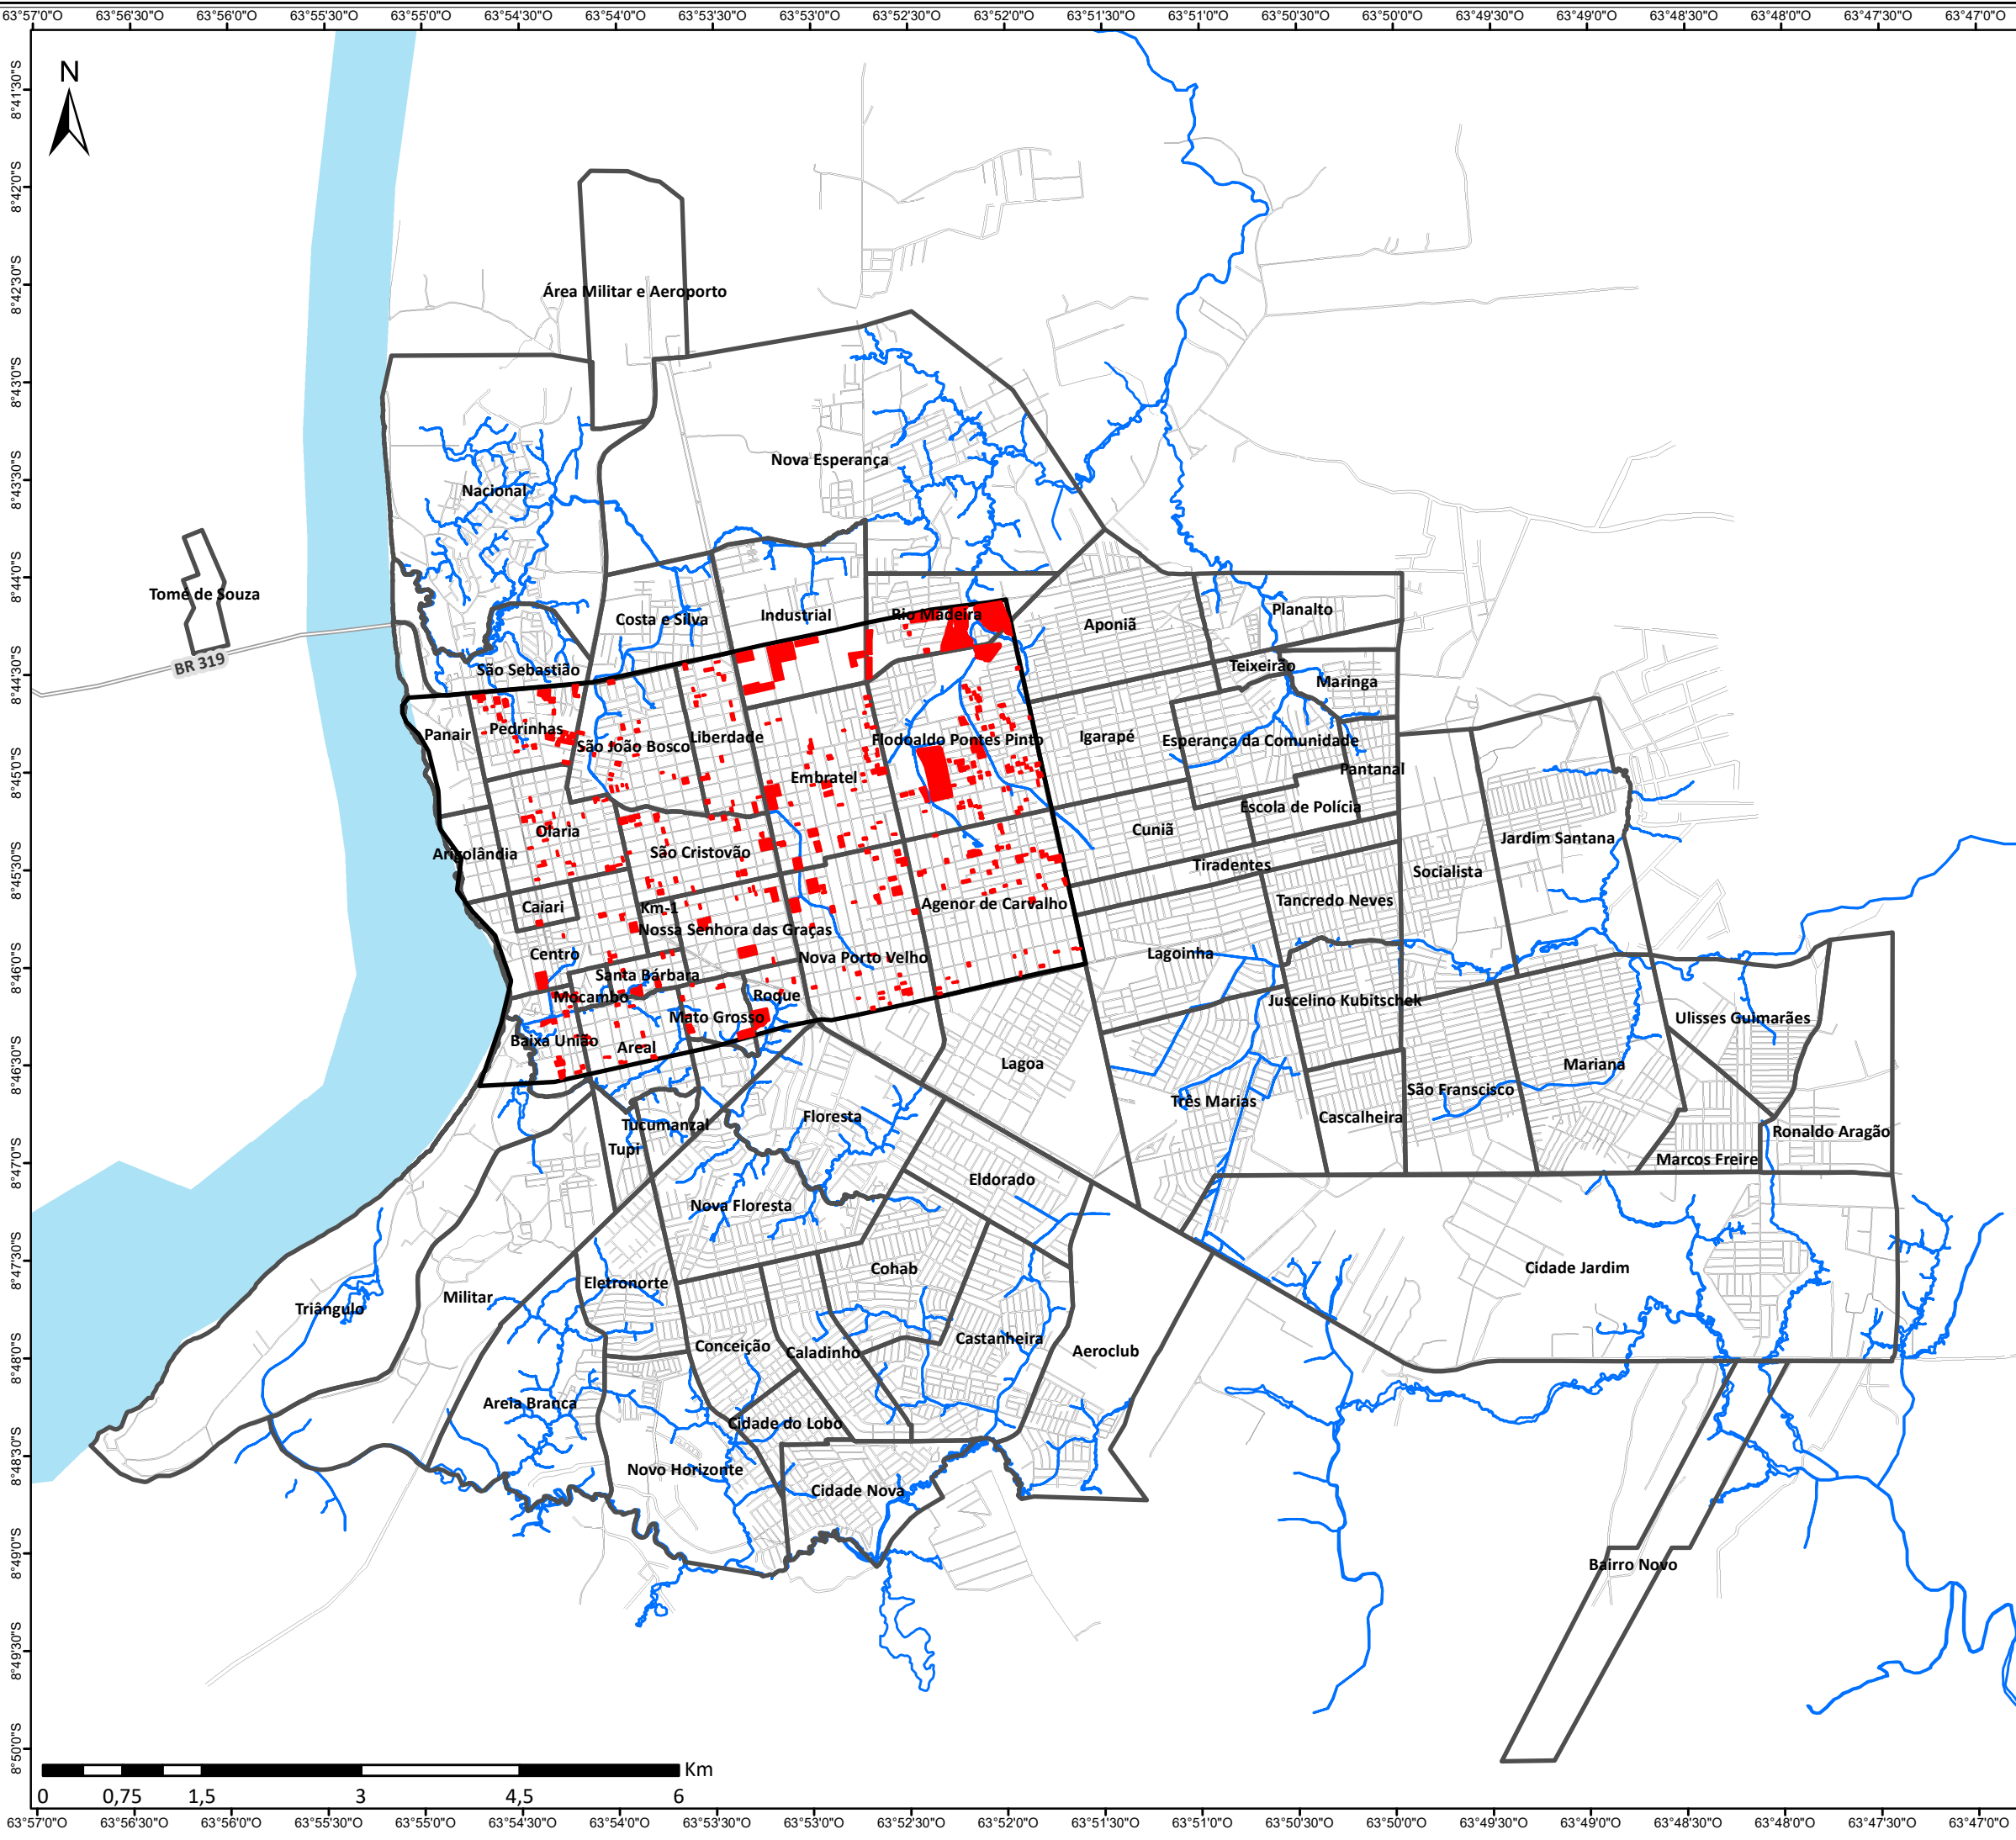 63°57'0"O 63°56'30"O 63°56'0"O 63°55'30"O 63°55'0"O 63°54'30"O 63°54'0"O 63°53'30"O 63°53'0"O 63°52'30"O 63°52'0"O 63°51'30"O 63°51'0"O 63°50'30"O 63°50'0"O 63°49'30"O 63°49'0"O 63°48'30"O 63°48'0"O 63°47'30"O 63°47'0"O
N
8°41'30"S
8°42'0"S
8°42'30"S
8°43'0"S
8°43'30"S
8°44'0"S
8°44'30"S
8°45'0"S
8°45'30"S
8°46'0"S
8°46'30"S
8°47'0"S
8°47'30"S
8°48'0"S
8°48'30"S
8°49'0"S
8°49'30"S
8°50'0"S
Área Militar e Aeroporto
Nova Esperança
Nacional
Tomé de Souza
Planalto
Costa e Silva
Industrial
Rio Madeira
Aponiã
BR 319
São Sebastião
Teixeirão
Maringa
Panair
Pedrinhas
São João Bosco
Liberdade
Flodoaldo Pontes Pinto
Igarapé
Esperança da Comunidade
Embratel
Pantanal
Escola de Polícia
Olaria
Cuniã
Jardim Santana
Arigolândia
São Cristovão
Tiradentes
Socialista
Caiari
Km-1
Agenor de Carvalho
Tancredo Neves
Nossa Senhora das Graças
Centro
Nova Porto Velho
Lagoinha
Santa Bárbara
Mocambo
Roque
Juscelino Kubitschek
Mato Grosso
Ulisses Guimarães
Baixa União
Areal
Lagoa
Mariana
São Franscisco
Três Marias
Floresta
Cascalheira
Tucumanzal
Ronaldo Aragão
Tupi
Marcos Freire
Eldorado
Nova Floresta
Cohab
Cidade Jardim
Eletronorte
Militar
Triângulo
Castanheira
Conceição
Caladinho
Aeroclub
Areia Branca
Cidade do Lobo
Novo Horizonte
Cidade Nova
Bairro Novo
Km
0 0,75 1,5 3 4,5 6
63°57'0"O 63°56'30"O 63°56'0"O 63°55'30"O 63°55'0"O 63°54'30"O 63°54'0"O 63°53'30"O 63°53'0"O 63°52'30"O 63°52'0"O 63°51'30"O 63°51'0"O 63°50'30"O 63°50'0"O 63°49'30"O 63°49'0"O 63°48'30"O 63°48'0"O 63°47'30"O 63°47'0"O